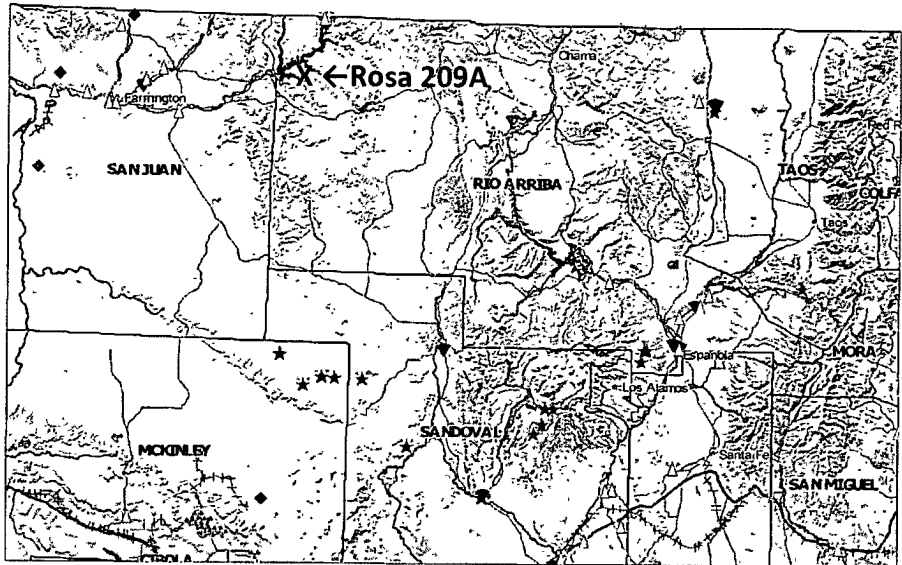 Chama
X ←Rosa 209A
Farmington
SAN JUAN
RIO ARRIBA
TAOS
COLFA
Taos
Española
MORA
Los Alamos
SANDOVAL
MCKINLEY
Santa Fe
SAN MIGUEL
CIBOLA